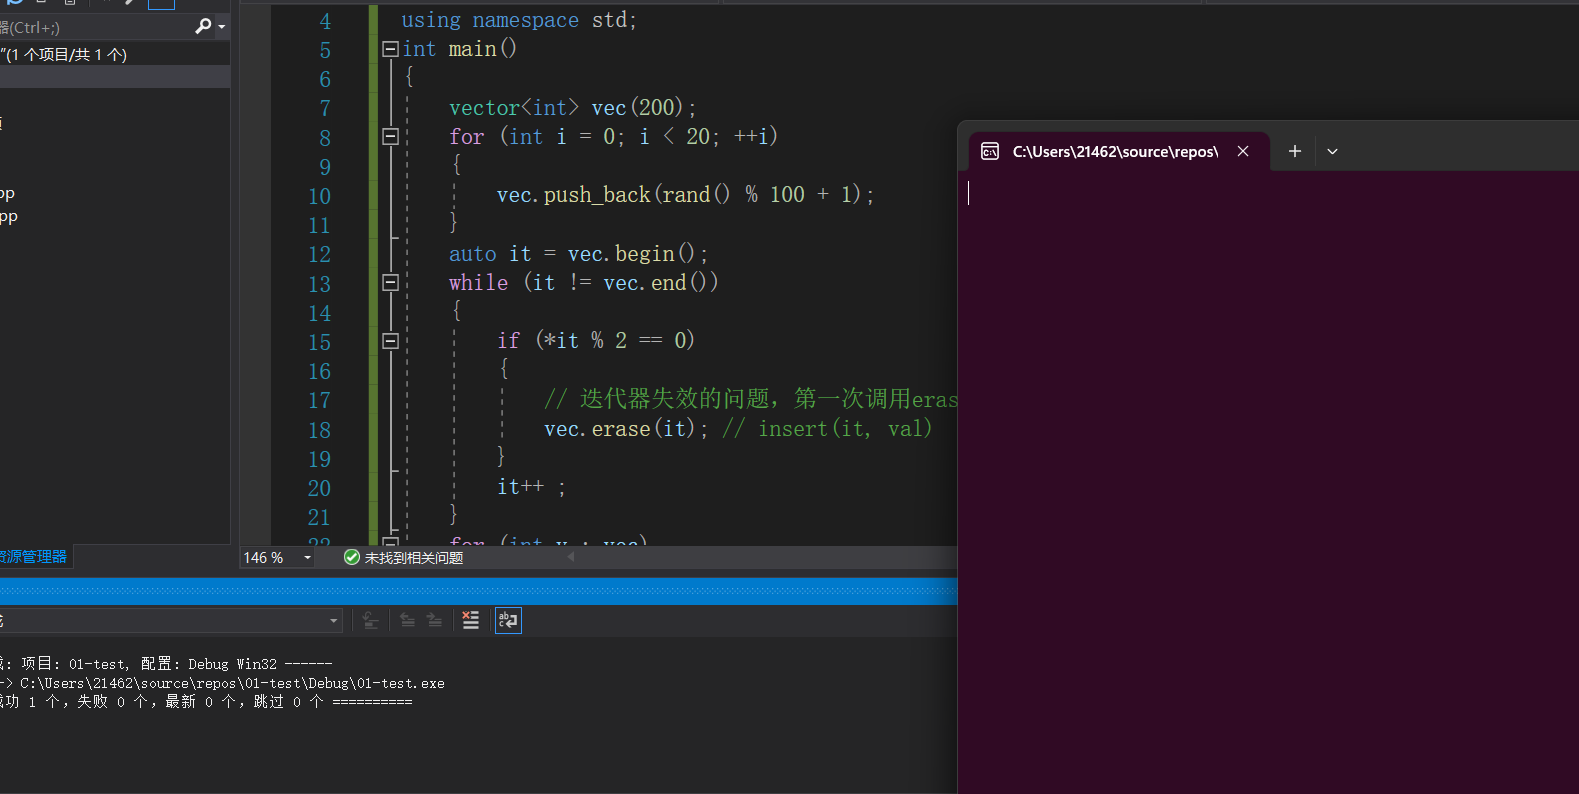 器(Ctrl+;)
"(1 个项目/共 1 个)
pp
pp
资源管理器
4 using namespace std;
5 int main()
6 {
7 vector<int> vec(200);
8 for (int i = 0; i < 20; ++i)
9 {
10 vec.push_back(rand() % 100 + 1);
11 }
12 auto it = vec.begin();
13 while (it != vec.end())
14 {
15 if (*it % 2 == 0)
16 {
17 // 迭代器失效的问题，第一次调用eras
18 vec.erase(it); // insert(it, val)
19 }
20 it++ ;
21 }
22 for (int v : vec)
146 %
未找到相关问题
C:\Users\21462\source\repos\
: 项目: 01-test, 配置: Debug Win32 ------
-> C:\Users\21462\source\repos\01-test\Debug\01-test.exe
成功 1 个，失败 0 个，最新 0 个，跳过 0 个 ==========